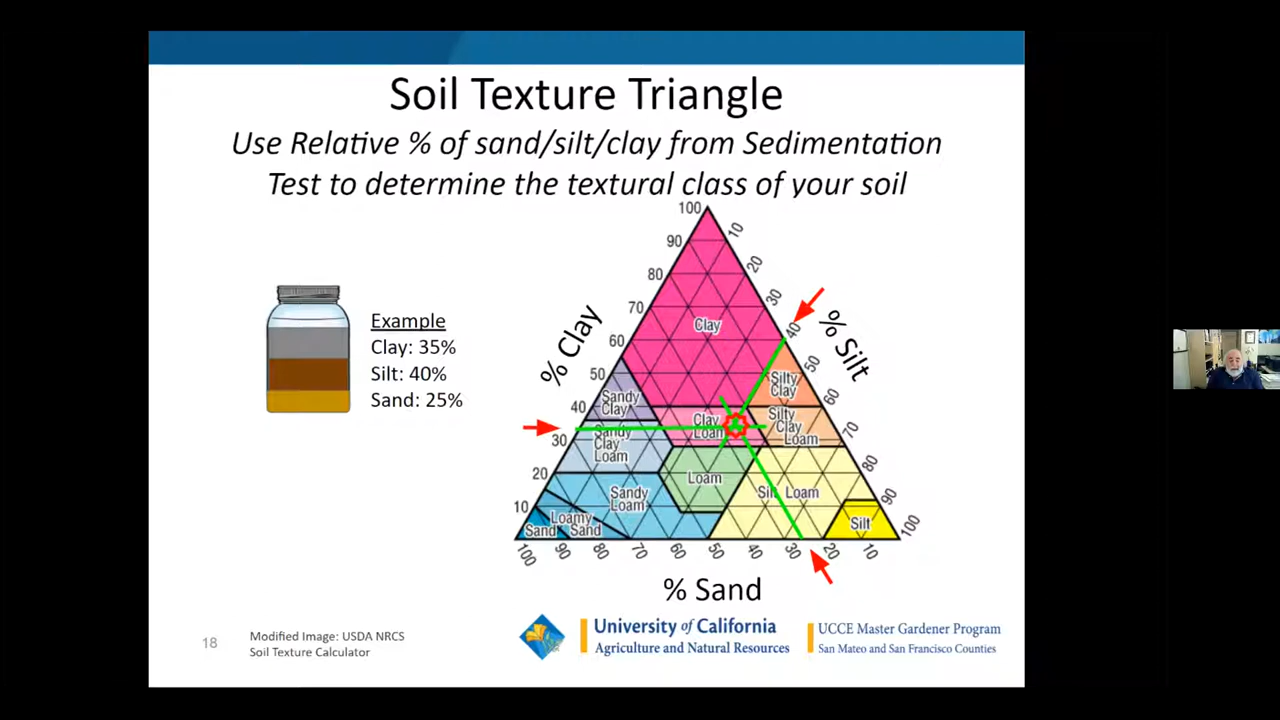 Soil Texture Triangle
Use Relative % of sand/silt/clay from Sedimentation
Test to determine the textural class of your soil
Example
Clay: 35%
Silt: 40%
Sand: 25%
% Clay
100
90
80
70
60
50
40
30
20
10
% Silt
10
20
30
40
50
60
70
80
90
100
Clay
Silty
Clay
Sandy
Clay
Clay
Loam
Silty
Clay
Loam
Sandy
Clay
Loam
Loam
Silt Loam
Sandy
Loam
Loamy
Sand
Sand
Silt
100
90
80
70
60
50
40
30
20
10
% Sand
18
Modified Image: USDA NRCS
Soil Texture Calculator
University of California
Agriculture and Natural Resources
UCCE Master Gardener Program
San Mateo and San Francisco Counties